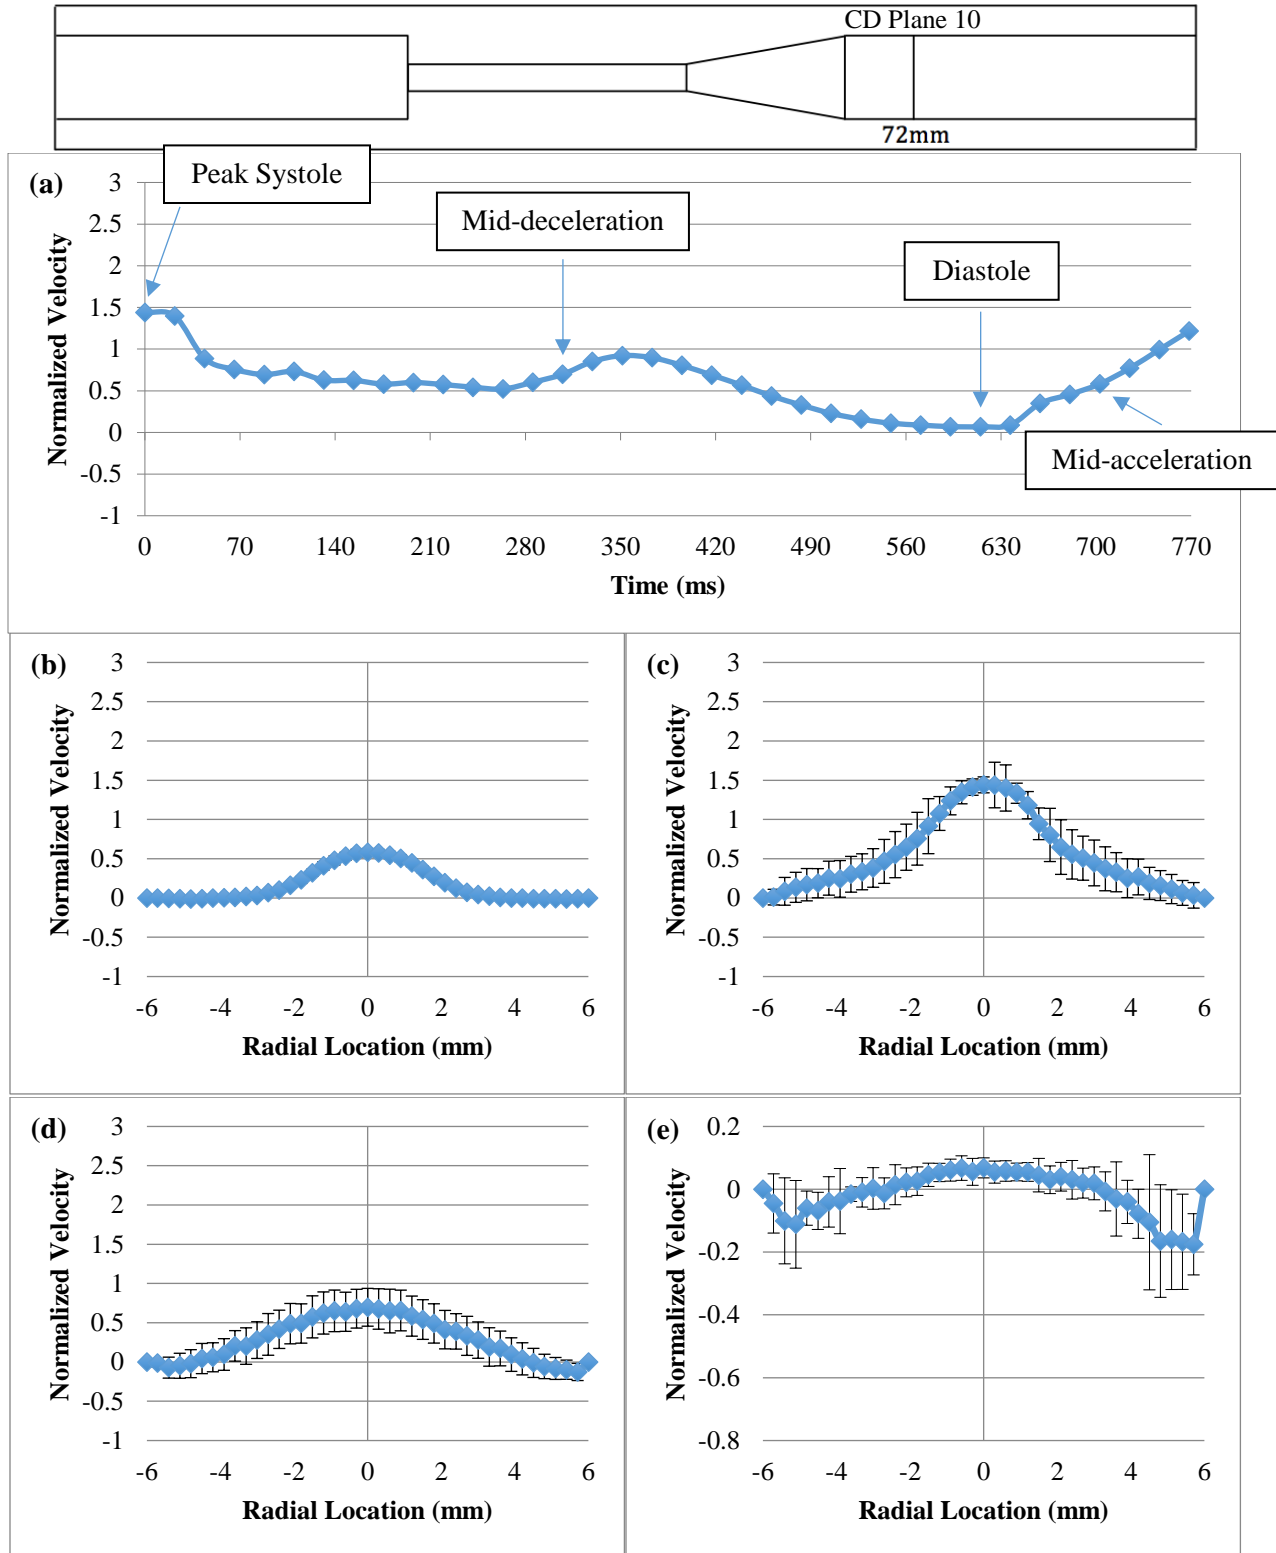 CD Plane 10
72mm
(a)
Peak Systole
Mid-deceleration
Diastole
Mid-acceleration
Normalized Velocity
3
2.5
2
1.5
1
0.5
0
-0.5
-1
0 70 140 210 280 350 420 490 560 630 700 770
Time (ms)
(b)
Normalized Velocity
3
2.5
2
1.5
1
0.5
0
-0.5
-1
-6 -4 -2 0 2 4 6
Radial Location (mm)
(c)
Normalized Velocity
3
2.5
2
1.5
1
0.5
0
-0.5
-1
-6 -4 -2 0 2 4 6
Radial Location (mm)
(d)
Normalized Velocity
3
2.5
2
1.5
1
0.5
0
-0.5
-1
-6 -4 -2 0 2 4 6
Radial Location (mm)
(e)
Normalized Velocity
0.2
0
-0.2
-0.4
-0.6
-0.8
-6 -4 -2 0 2 4 6
Radial Location (mm)